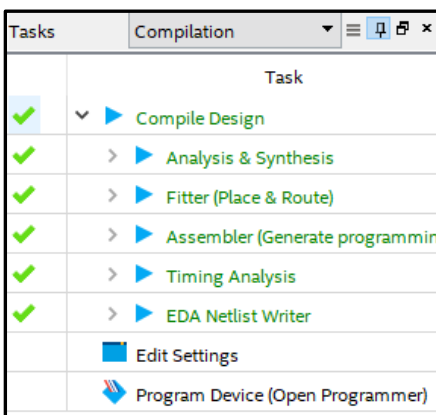 Tasks Compilation
Task
Compile Design
Analysis & Synthesis
Fitter (Place & Route)
Assembler (Generate programmin
Timing Analysis
EDA Netlist Writer
Edit Settings
Program Device (Open Programmer)